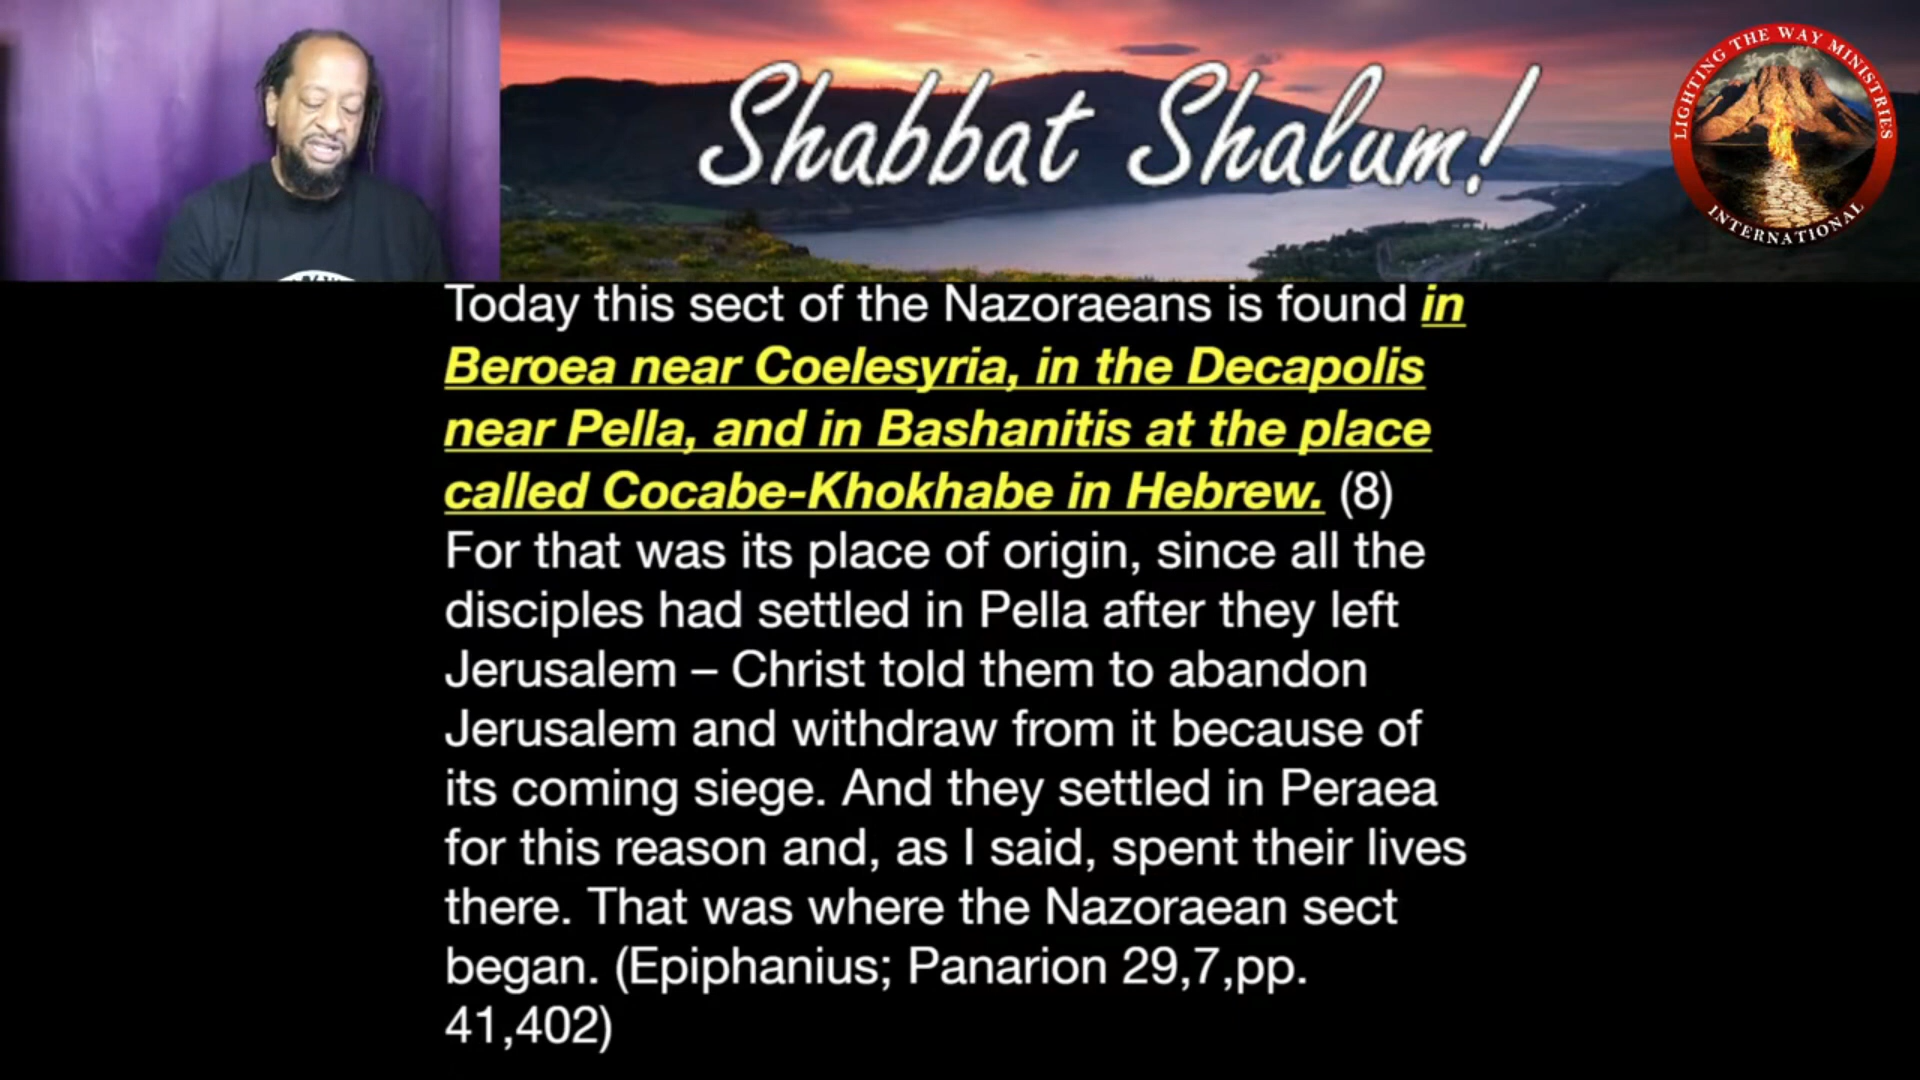 Shabbat Shalum!
LIGHTING THE WAY MINISTRIES
INTERNATIONAL
Today this sect of the Nazoraeans is found in
Beroea near Coelesyria, in the Decapolis
near Pella, and in Bashanitis at the place
called Cocabe-Khokhabe in Hebrew. (8)
For that was its place of origin, since all the
disciples had settled in Pella after they left
Jerusalem – Christ told them to abandon
Jerusalem and withdraw from it because of
its coming siege. And they settled in Peraea
for this reason and, as I said, spent their lives
there. That was where the Nazoraean sect
began. (Epiphanius; Panarion 29,7,pp.
41,402)